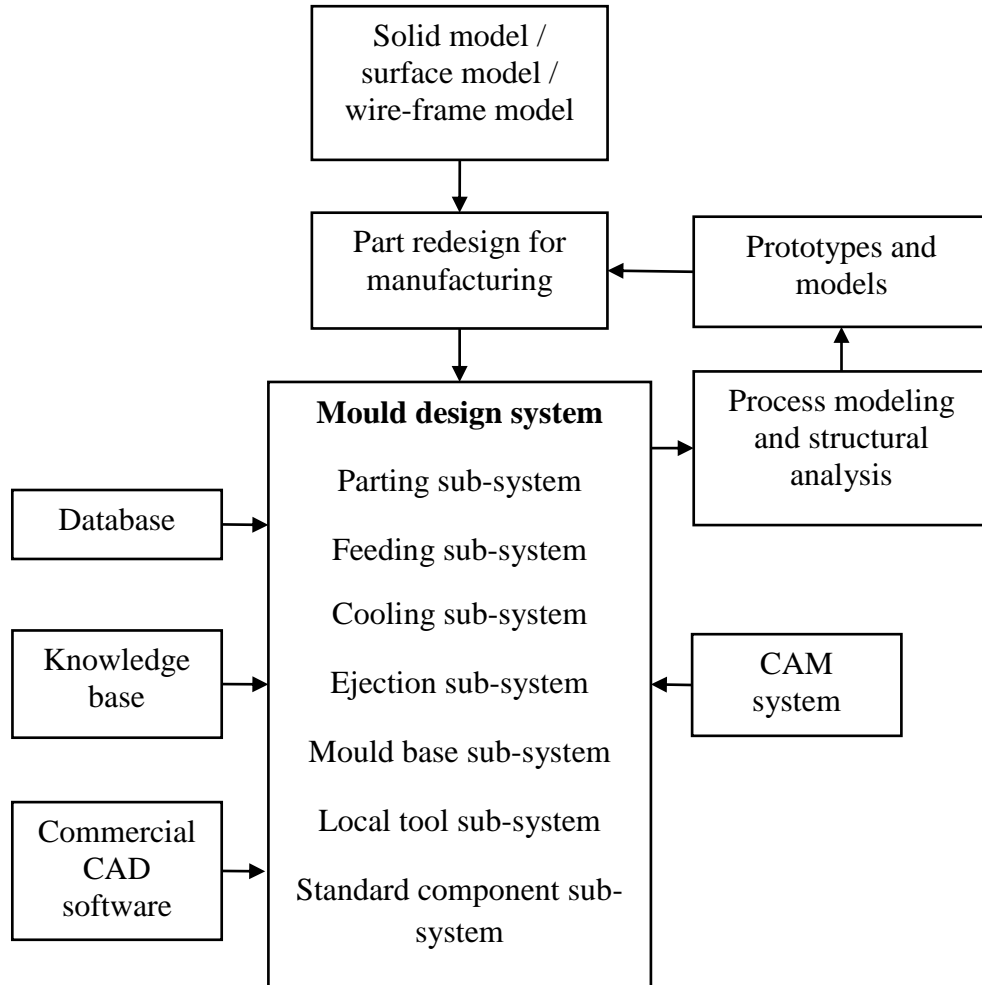 Solid model /
surface model /
wire-frame model
Part redesign for
manufacturing
Prototypes and
models
Mould design system
Process modeling
and structural
analysis
Parting sub-system
Database
Feeding sub-system
Cooling sub-system
Knowledge
base
Ejection sub-system
CAM
system
Mould base sub-system
Local tool sub-system
Commercial
CAD
software
Standard component sub-
system